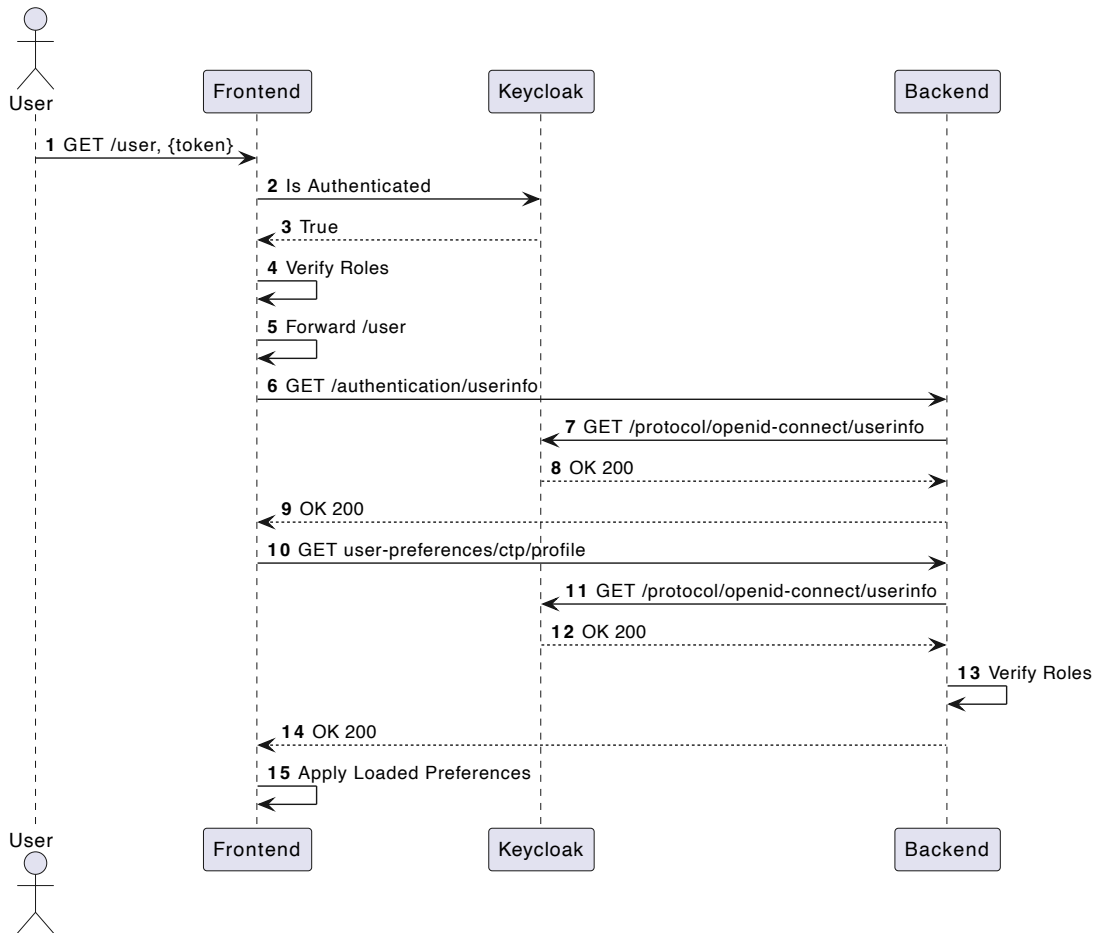 User
Frontend
Keycloak
Backend
1 GET /user, {token}
2 Is Authenticated
3 True
4 Verify Roles
5 Forward /user
6 GET /authentication/userinfo
7 GET /protocol/openid-connect/userinfo
8 OK 200
9 OK 200
10 GET user-preferences/ctp/profile
11 GET /protocol/openid-connect/userinfo
12 OK 200
13 Verify Roles
14 OK 200
15 Apply Loaded Preferences
User
Frontend
Keycloak
Backend